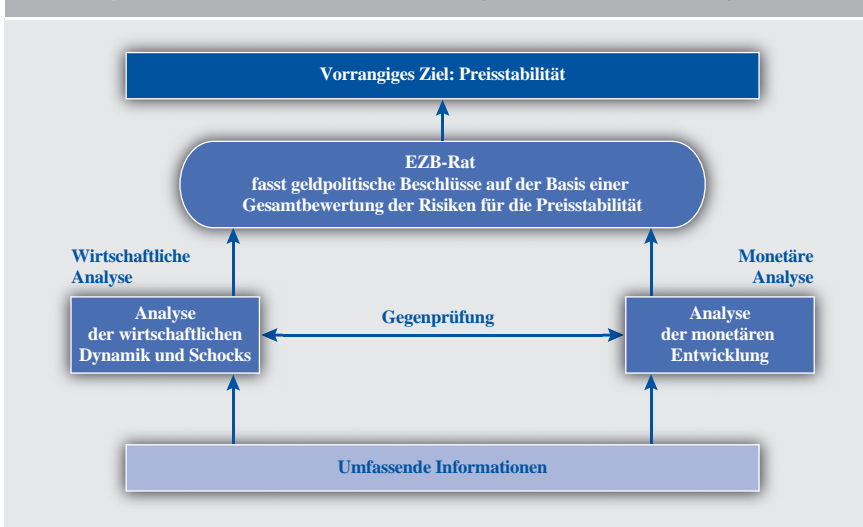 Vorrangiges Ziel: Preisstabilität
EZB-Rat
fasst geldpolitische Beschlüsse auf der Basis einer
Gesamtbewertung der Risiken für die Preisstabilität
Wirtschaftliche
Analyse
Monetäre
Analyse
Analyse
der wirtschaftlichen
Dynamik und Schocks
Gegenprüfung
Analyse
der monetären
Entwicklung
Umfassende Informationen